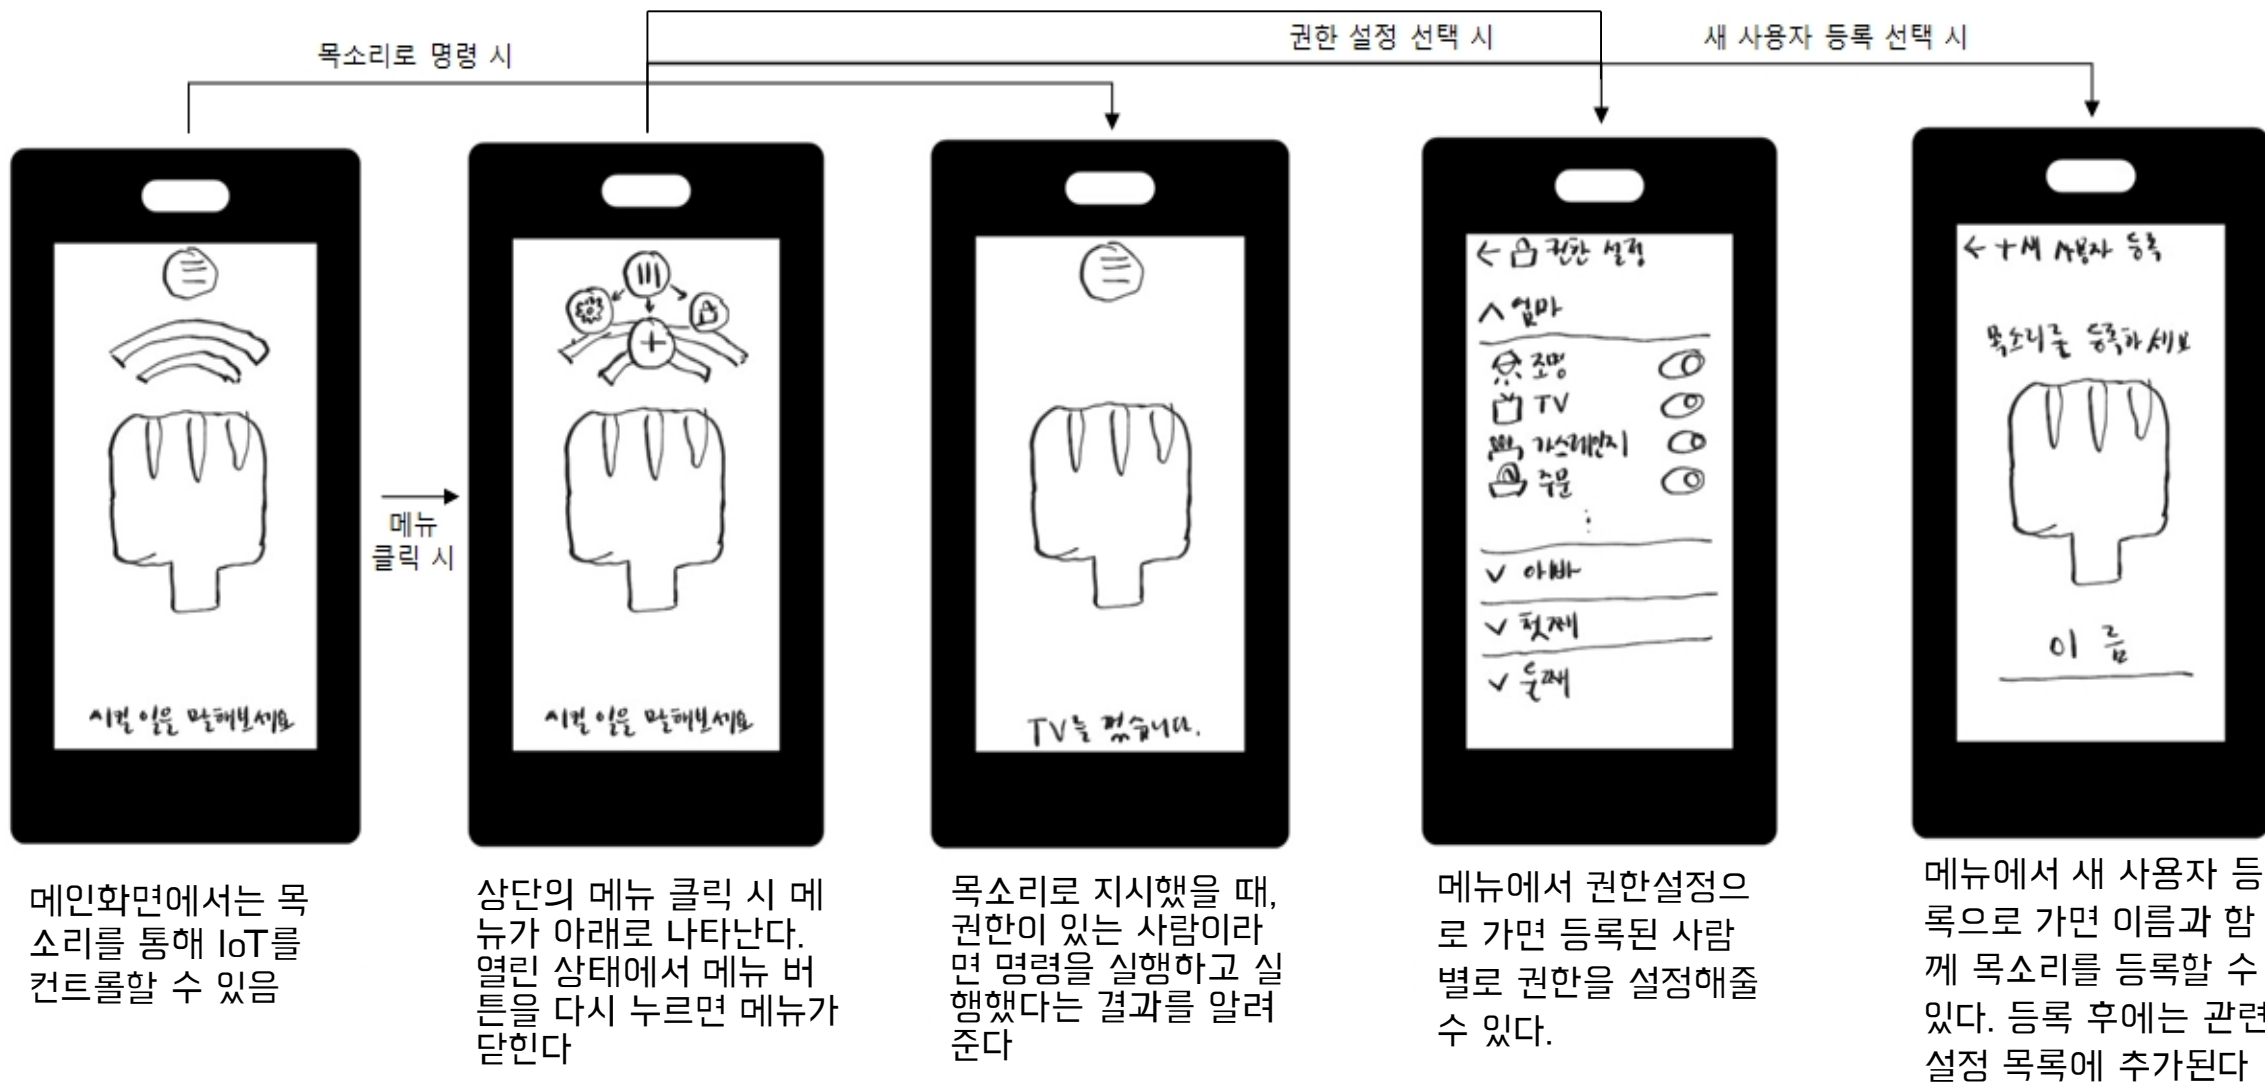 목소리로 명령 시
권한 설정 선택 시
새 사용자 등록 선택 시
메뉴
클릭 시
시킬 일을 말해보세요
시킬 일을 말해보세요
TV를 껐습니다.
권한 설정
엄마
조명
TV
가스레인지
주문
아빠
첫째
둘째
+새 사용자 등록
목소리를 등록하세요
이름
메인화면에서는 목
소리를 통해 IoT를
컨트롤할 수 있음
상단의 메뉴 클릭 시 메
뉴가 아래로 나타난다.
열린 상태에서 메뉴 버
튼을 다시 누르면 메뉴가
닫힌다
목소리로 지시했을 때,
권한이 있는 사람이라
면 명령을 실행하고 실
행했다는 결과를 알려
준다
메뉴에서 권한설정으
로 가면 등록된 사람
별로 권한을 설정해줄
수 있다.
메뉴에서 새 사용자 등
록으로 가면 이름과 함
께 목소리를 등록할 수
있다. 등록 후에는 관련
설정 목록에 추가된다